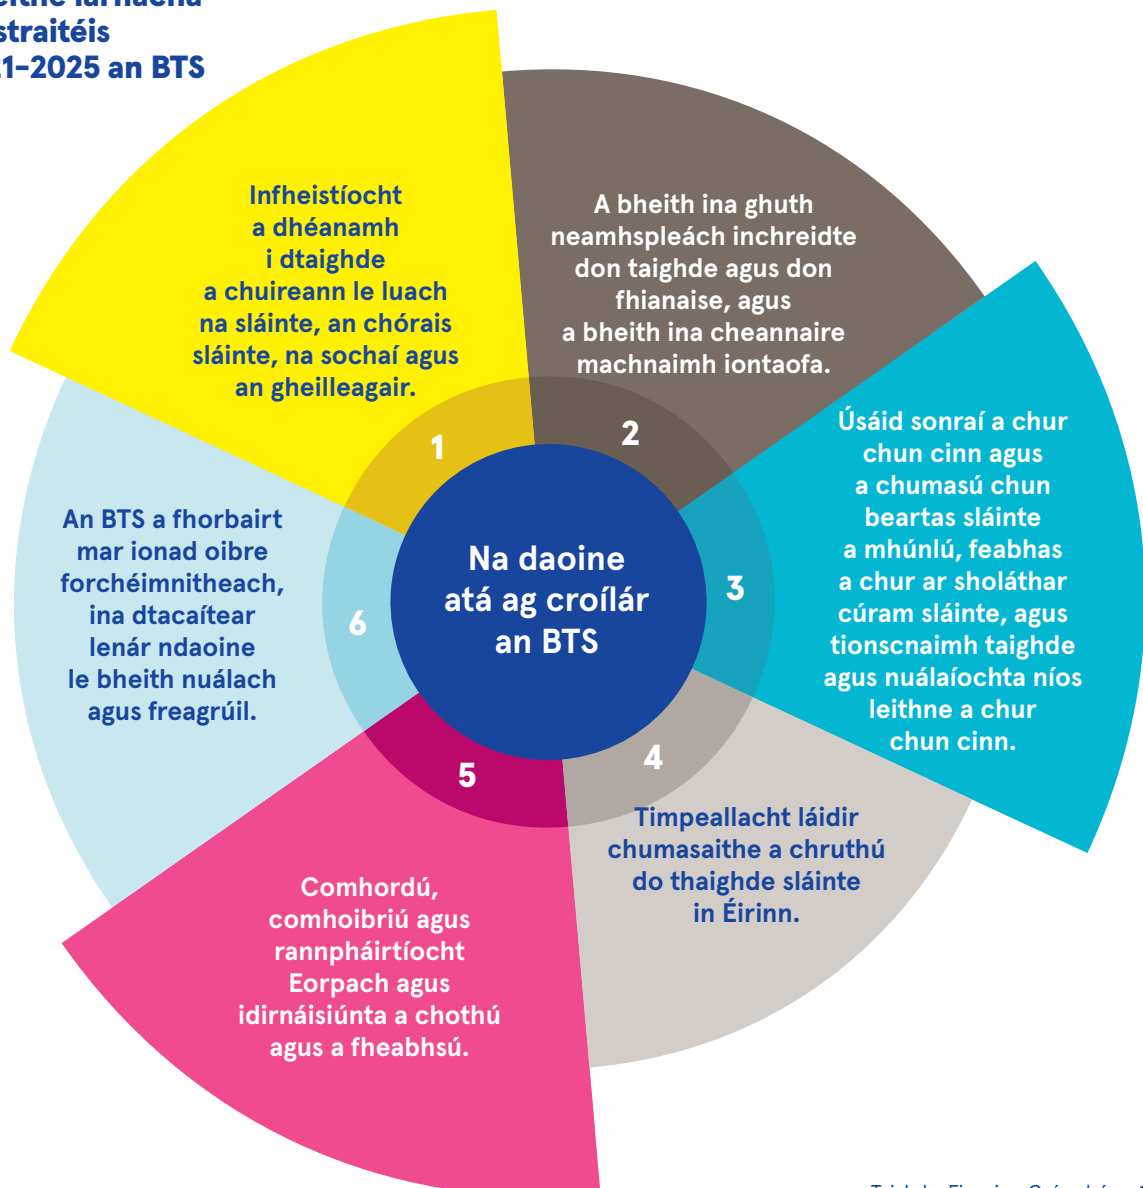 straitéis
1-2025 an BTS
Infheistíocht
a dhéanamh
i dtaighde
a chuireann le luach
na sláinte, an chórais
sláinte, na sochaí agus
an gheilleagair.
1
A bheith ina ghuth
neamhspleách inchreidte
don taighde agus don
fhianaise, agus
a bheith ina cheannaire
machnaimh iontaofa.
2
Úsáid sonraí a chur
chun cinn agus
a chumasú chun
beartas sláinte
a mhúnlú, feabhas
a chur ar sholáthar
cúram sláinte, agus
tionscnaimh taighde
agus nuálaíochta níos
leithne a chur
chun cinn.
3
Timpeallacht láidir
chumasaithe a chruthú
do thaighde sláinte
in Éirinn.
4
Comhordú,
comhoibriú agus
rannpháirtíocht
Eorpach agus
idirnáisiúnta a chothú
agus a fheabhsú.
5
An BTS a fhorbairt
mar ionad oibre
forchéimnitheach,
ina dtacaítear
lenár ndaoine
le bheith nuálach
agus freagrúil.
6
Na daoine
atá ag croílár
an BTS